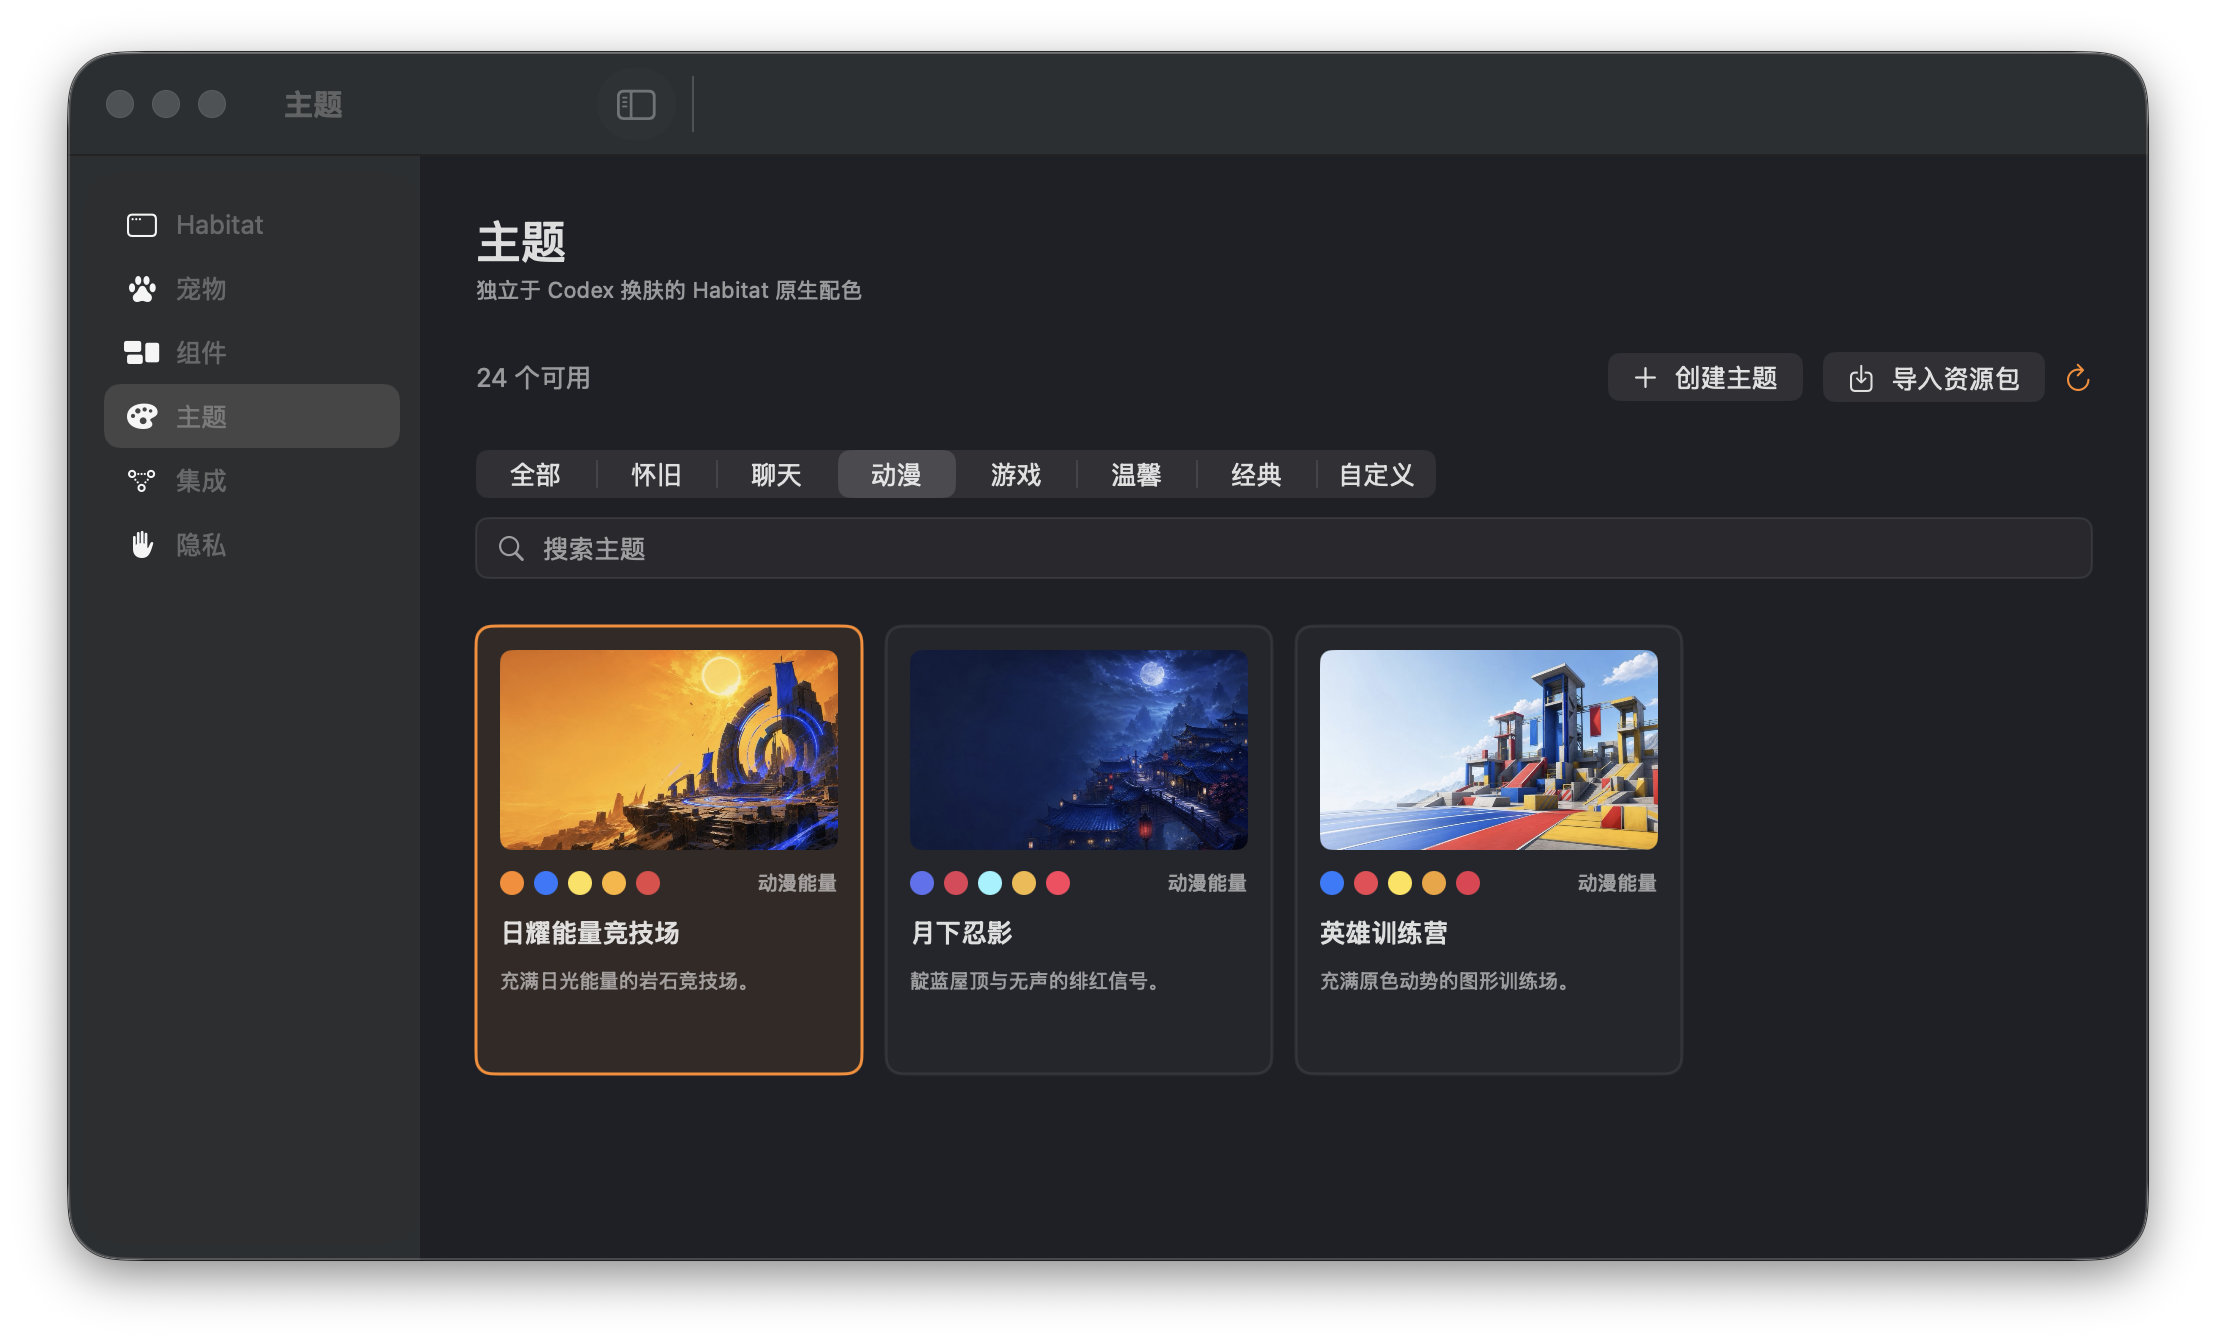 主题
Habitat
宠物
组件
主题
集成
隐私
主题
独立于 Codex 换肤的 Habitat 原生配色
24 个可用
创建主题
导入资源包
全部
怀旧
聊天
动漫
游戏
温馨
经典
自定义
搜索主题
动漫能量
日耀能量竞技场
充满日光能量的岩石竞技场。
动漫能量
月下忍影
靛蓝屋顶与无声的绯红信号。
动漫能量
英雄训练营
充满原色动势的图形训练场。